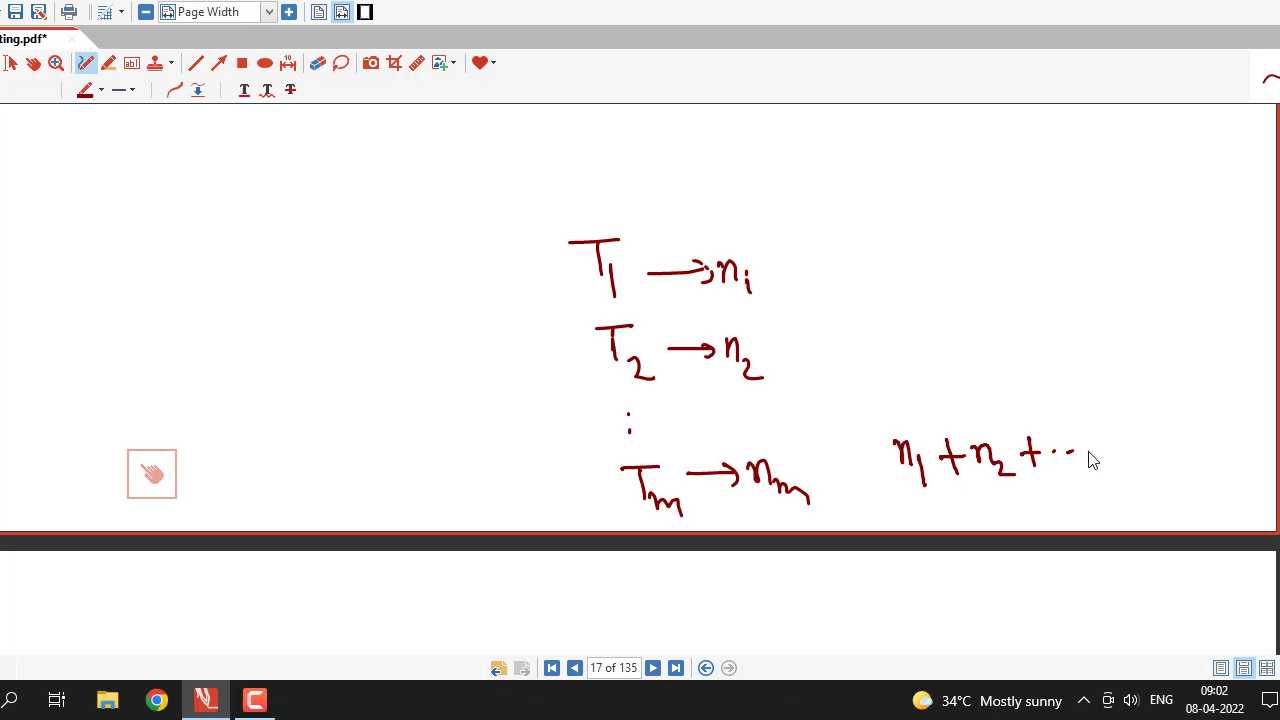 Page Width
ting.pdf*
10
T₁ → n₁
T₂ → n₂
⋮
Tₘ → nₘ
n₁ + n₂ + ⋯
17 of 135
34°C Mostly sunny
ENG
09:02
08-04-2022